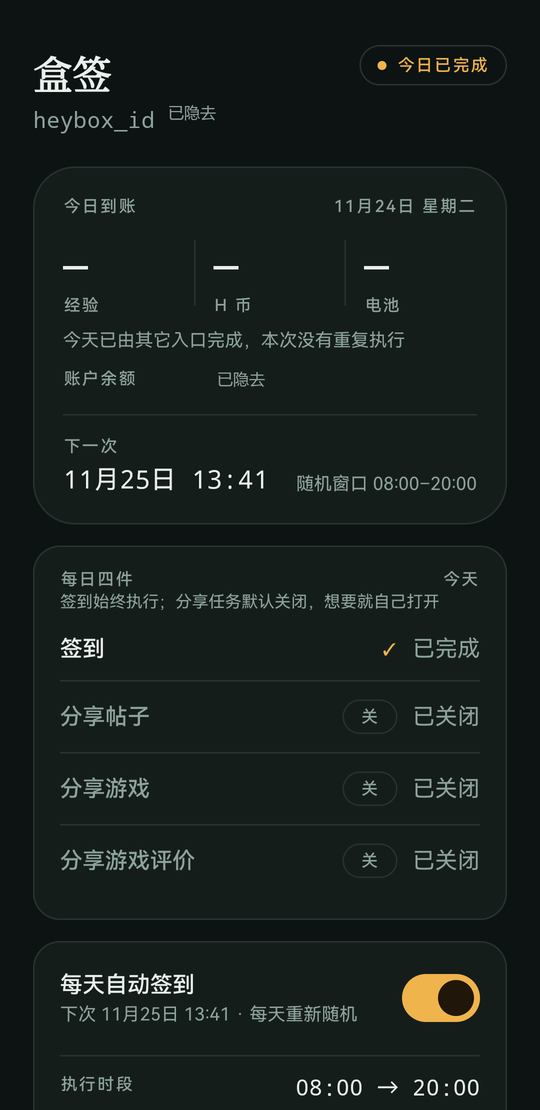 盒签
今日已完成
heybox_id 已隐去
今日到账 11月24日 星期二
— — —
经验 H 币 电池
今天已由其它入口完成，本次没有重复执行
账户余额 已隐去
下一次
11月25日 13:41 随机窗口 08:00–20:00
每日四件 今天
签到始终执行；分享任务默认关闭，想要就自己打开
签到 ✓ 已完成
分享帖子 关 已关闭
分享游戏 关 已关闭
分享游戏评价 关 已关闭
每天自动签到
下次 11月25日 13:41 · 每天重新随机
执行时段 08:00 → 20:00